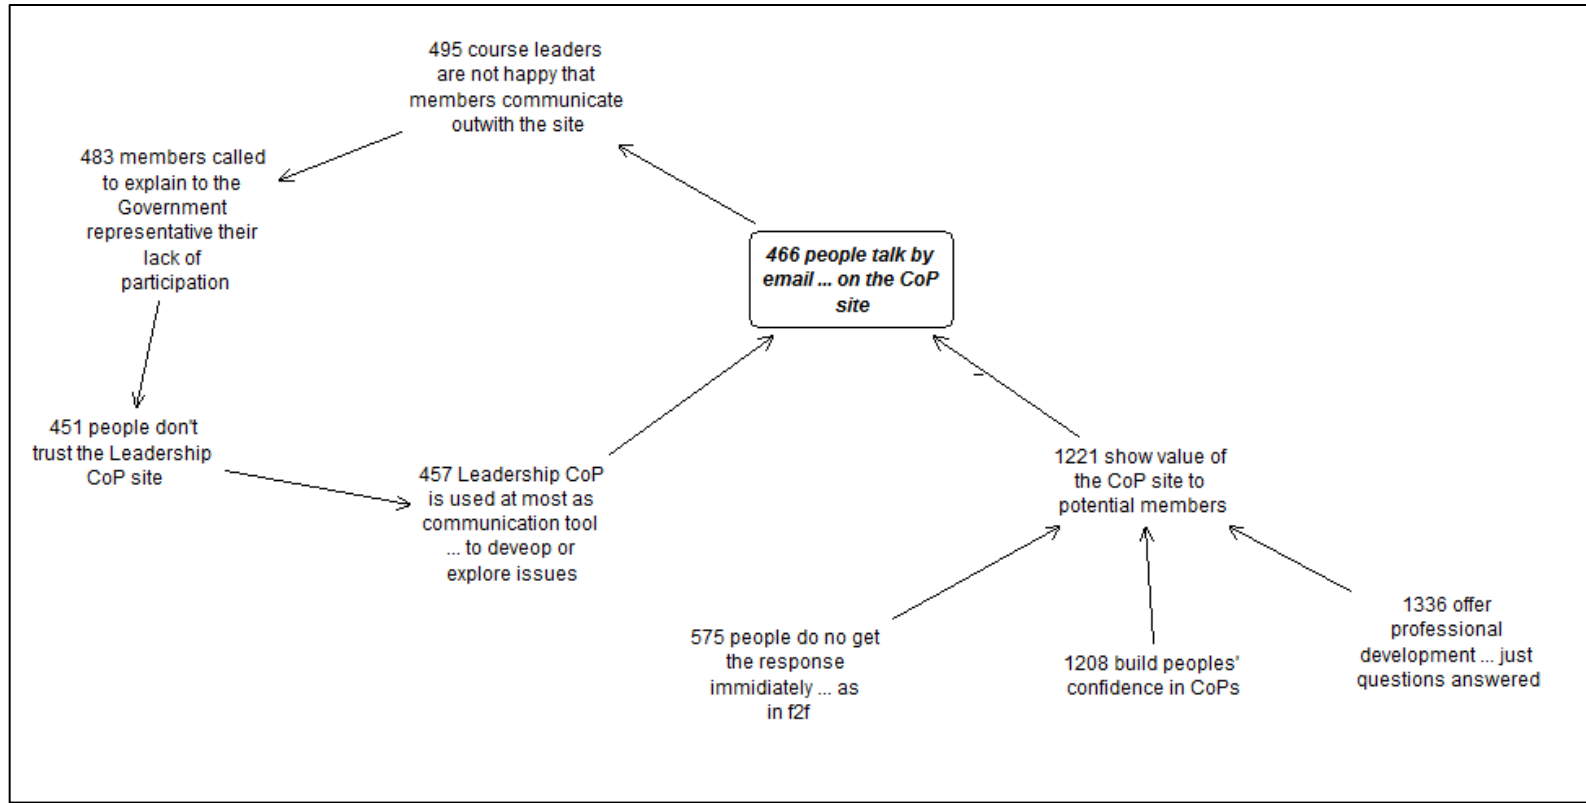 495 course leaders
are not happy that
members communicate
outwith the site
483 members called
to explain to the
Government
representative their
lack of
participation
466 people talk by
email ... on the CoP
site
451 people don't
trust the Leadership
CoP site
457 Leadership CoP
is used at most as
communication tool
... to deveop or
explore issues
1221 show value of
the CoP site to
potential members
575 people do no get
the response
immidiately ... as
in f2f
1208 build peoples'
confidence in CoPs
1336 offer
professional
development ... just
questions answered